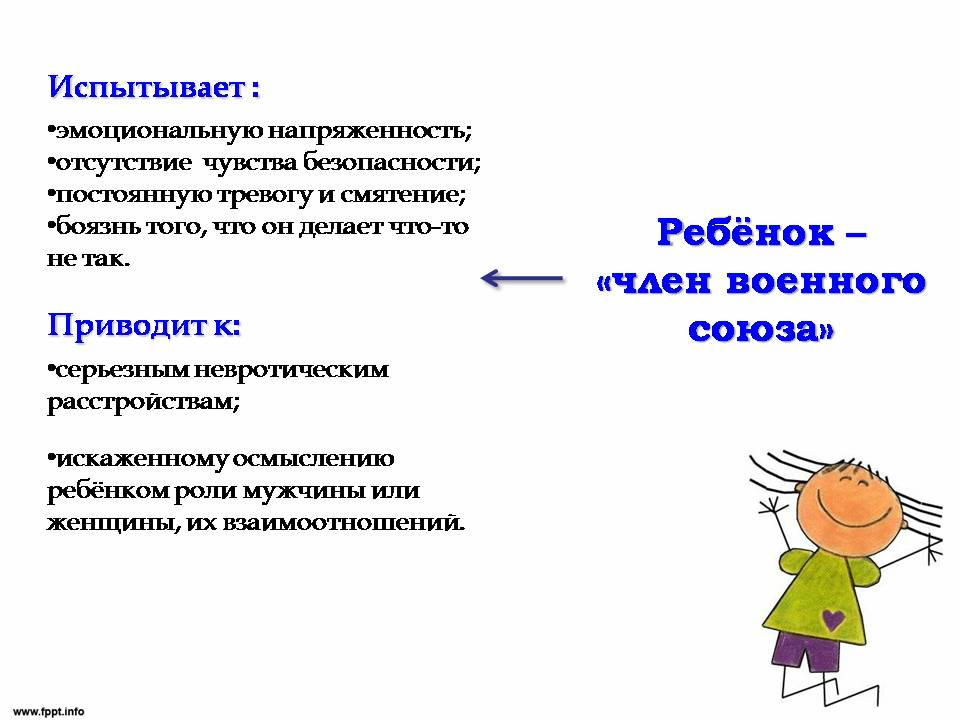 Испытывает :
•эмоциональную напряженность;
•отсутствие чувства безопасности;
•постоянную тревогу и смятение;
•боязнь того, что он делает что-то
не так.
Приводит к:
•серьезным невротическим
расстройствам;
•искаженному осмыслению
ребёнком роли мужчины или
женщины, их взаимоотношений.
Ребёнок –
«член военного
союза»
www.fppt.info